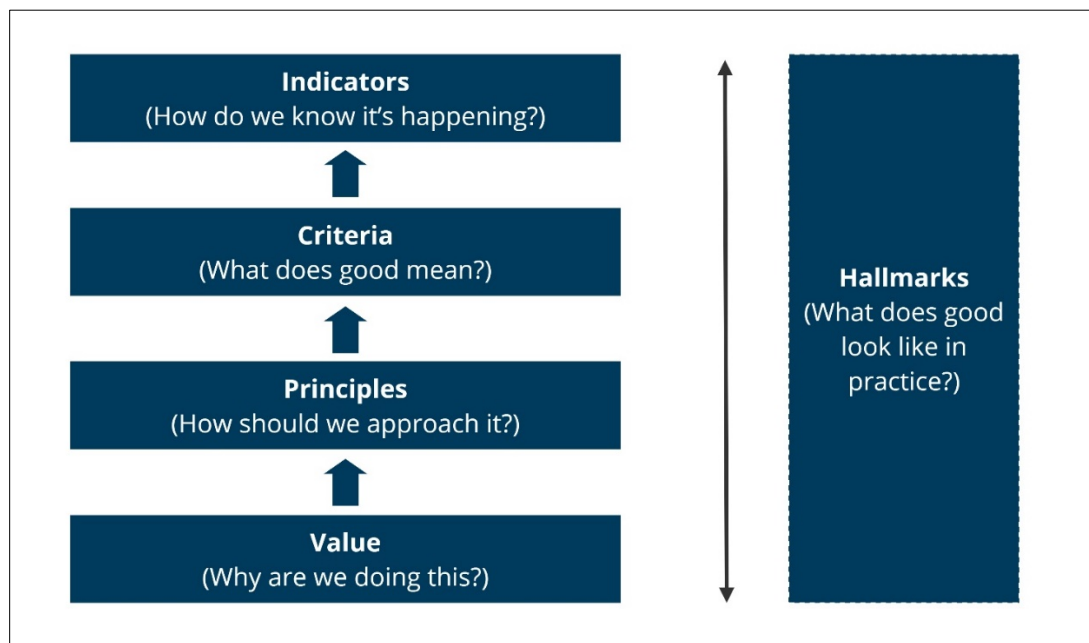 Indicators
(How do we know it’s happening?)
Criteria
(What does good mean?)
Principles
(How should we approach it?)
Value
(Why are we doing this?)
Hallmarks
(What does good
look like in
practice?)